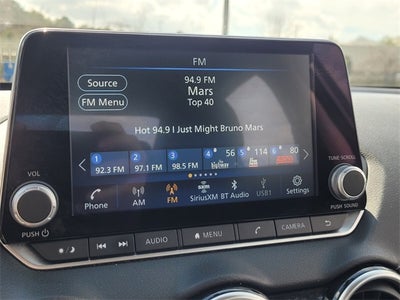 FM
Source
94.9 FM
Mars
FM Menu
Top 40
Hot 94.9 I Just Might Bruno Mars
1 92.3 FM
2 97.1 FM
3 98.5 FM
4 56
5 114
6 80
VOL
TUNE•SCROLL
Phone
AM
FM
SXM
SiriusXM
BT Audio
USB1
Settings
PUSH
PUSH SOUND
AUDIO
MENU
CAMERA